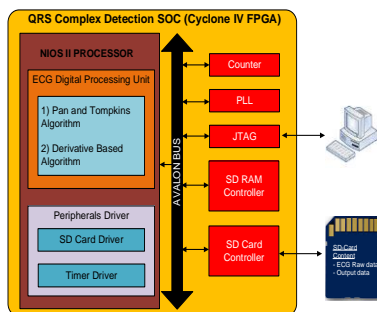 QRS Complex Detection SOC (Cyclone IV FPGA)
NIOS II PROCESSOR
ECG Digital Processing Unit
1) Pan and Tompkins
Algorithm
2) Derivative Based
Algorithm
Peripherals Driver
SD Card Driver
Timer Driver
AVALON BUS
Counter
PLL
JTAG
SD RAM
Controller
SD Card
Controller
SD-Card
Content
- ECG Raw data
- Output data